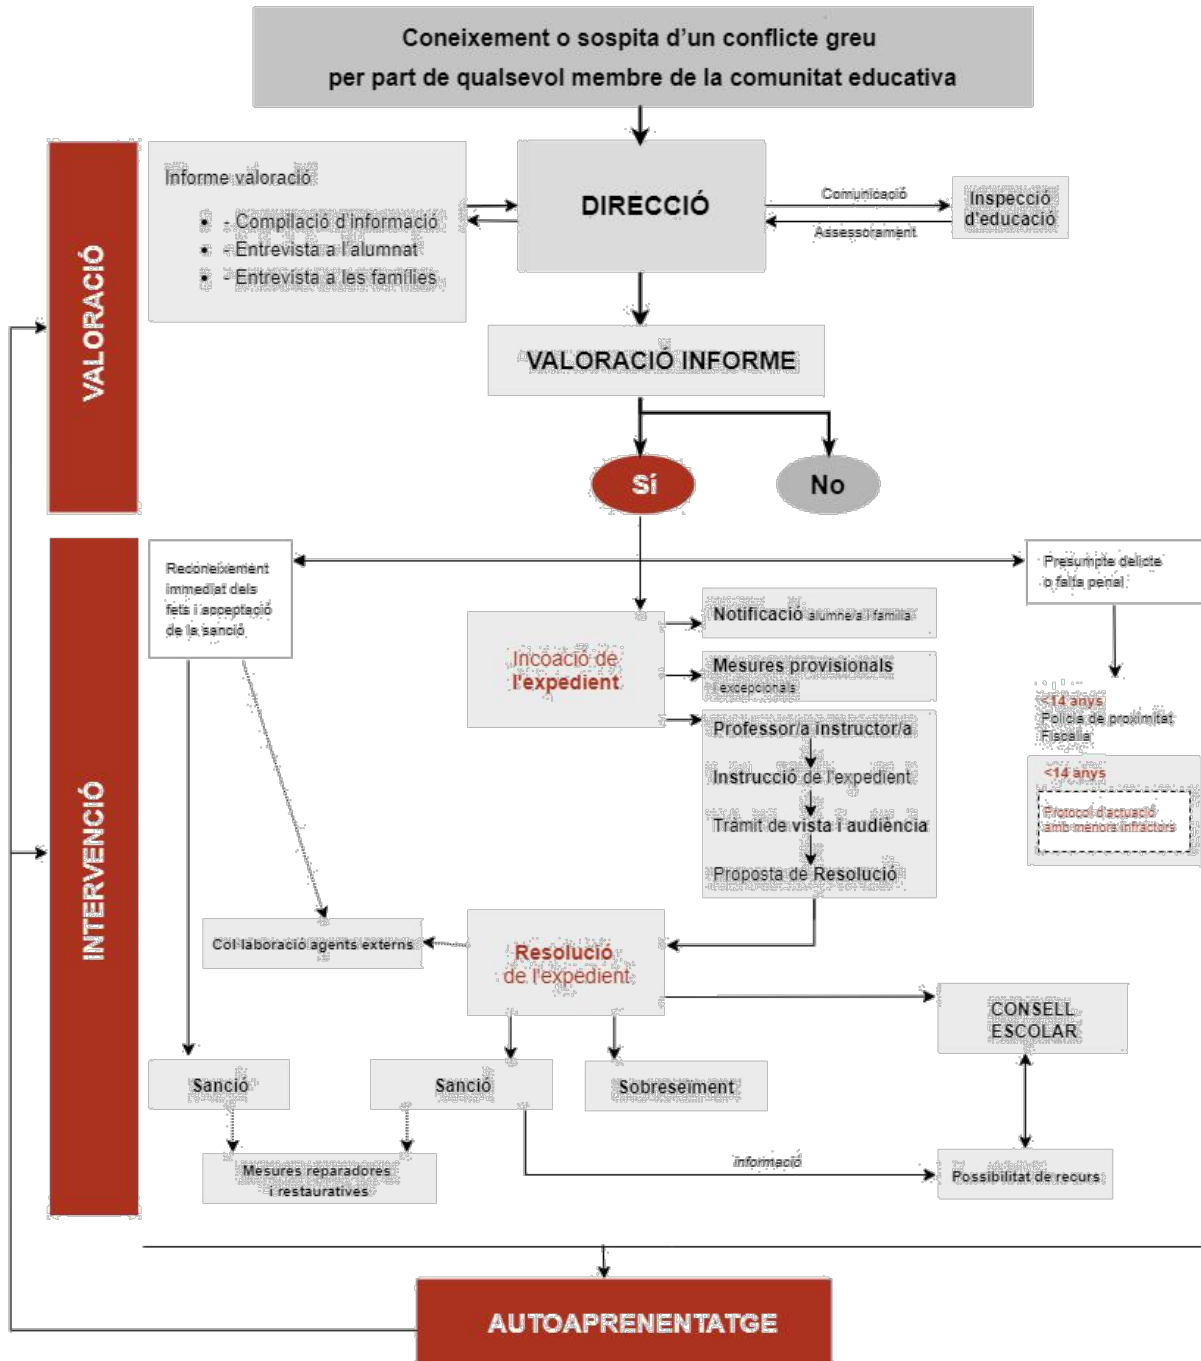 Coneixement o sospita d'un conflicte greu
per part de qualsevol membre de la comunitat educativa
VALORACIÓ
Informe valoració
- Compilació d'informació
- Entrevista a l'alumnat
- Entrevista a les famílies
DIRECCIÓ
Comunicació
Assessorament
Inspecció
d'educació
VALORACIÓ INFORME
Sí
No
INTERVENCIÓ
Reconeixement
immediat dels
fets i acceptació
de la sanció
Presumpte delicte
o falta penal
Incoació de
l'expedient
Notificació alumne/a i família
Mesures provisionals
i excepcionals
Professor/a instructor/a
Instrucció de l'expedient
Tràmit de vista i audiència
Proposta de Resolució
<14 anys
Policia de proximitat
Fiscalia
<14 anys
Protocol d'actuació
amb menors infractors
Col·laboració agents externs
Resolució
de l'expedient
CONSELL
ESCOLAR
Sanció
Sanció
Sobreseïment
Mesures reparadores
i restauratives
informació
Possibilitat de recurs
AUTOAPRENENTATGE